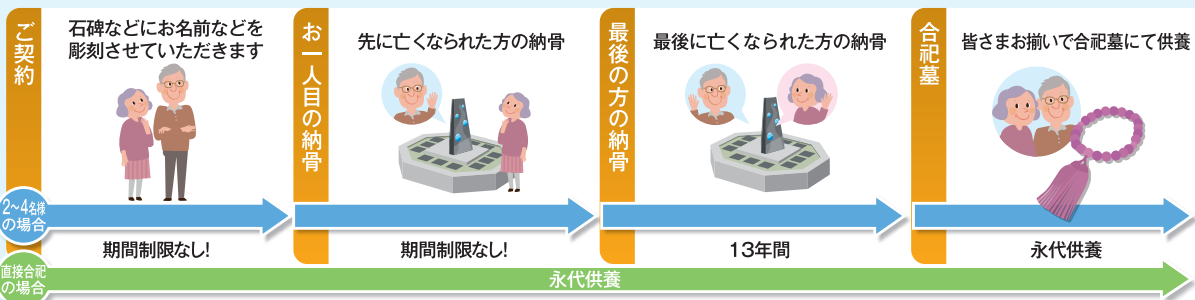 ご契約
石碑などにお名前などを
彫刻させていただきます
お一人目の納骨
先に亡くなられた方の納骨
最後の方の納骨
最後に亡くなられた方の納骨
合祀墓
皆さまお揃いで合祀墓にて供養
2~4名様
の場合
期間制限なし!
期間制限なし!
13年間
永代供養
直接合祀
の場合
永代供養